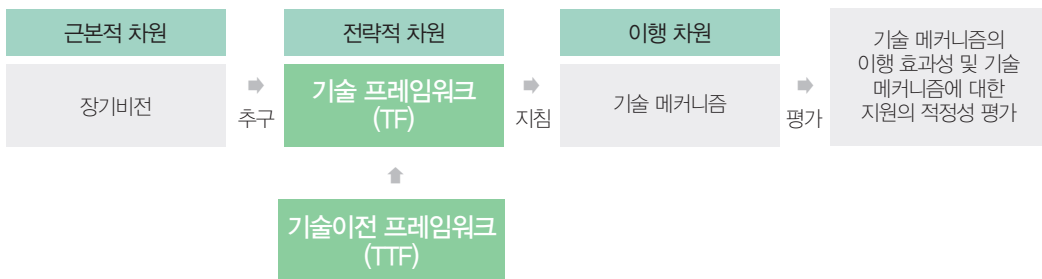 근본적 차원
장기비전
추구
전략적 차원
기술 프레임워크
(TF)
지침
이행 차원
기술 메커니즘
평가
기술 메커니즘의
이행 효과성 및 기술
메커니즘에 대한
지원의 적정성 평가
기술이전 프레임워크
(TTF)